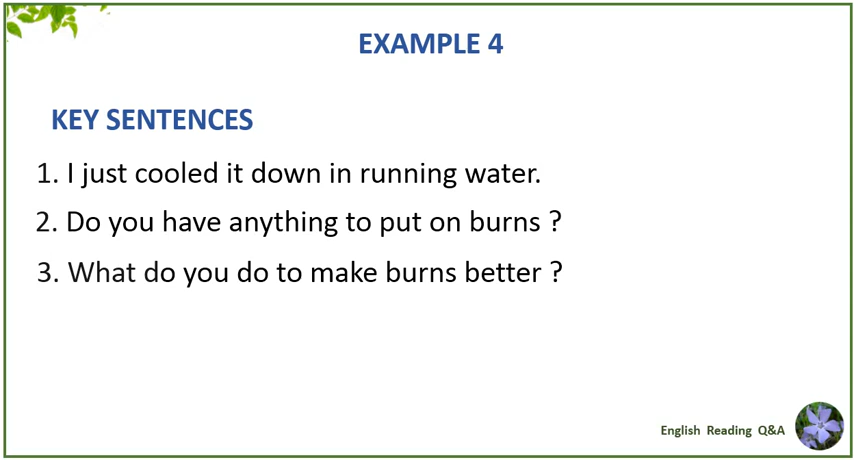 EXAMPLE 4
KEY SENTENCES
1. I just cooled it down in running water.
2. Do you have anything to put on burns ?
3. What do you do to make burns better ?
English Reading Q&A